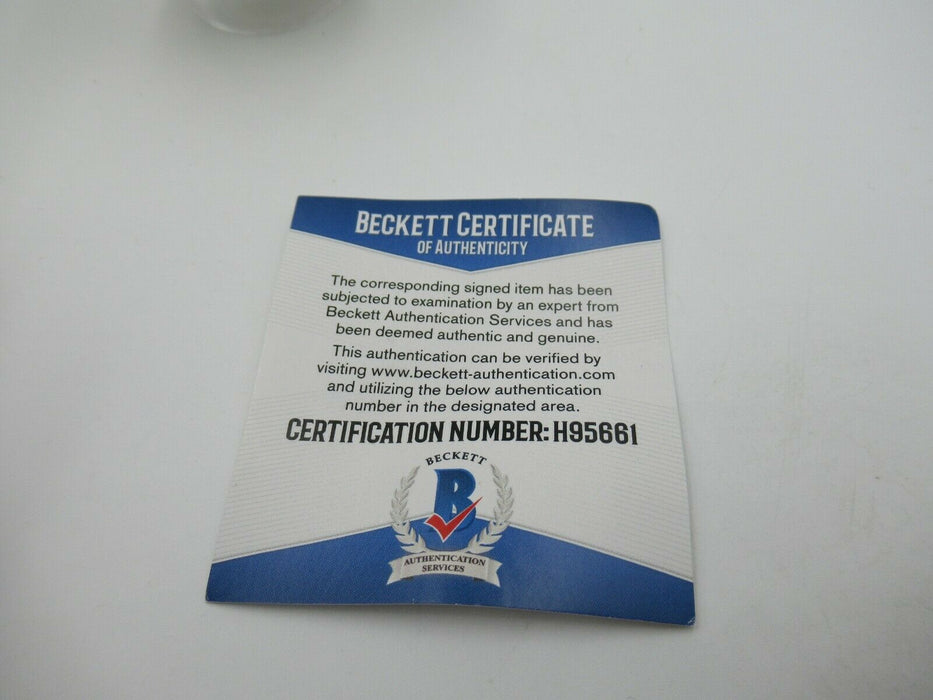 BECKETT CERTIFICATE
OF AUTHENTICITY
The corresponding signed item has been
subjected to examination by an expert from
Beckett Authentication Services and has
been deemed authentic and genuine.
This authentication can be verified by
visiting www.beckett-authentication.com
and utilizing the below authentication
number in the designated area.
CERTIFICATION NUMBER: H95661
BECKETT
B
AUTHENTICATION
SERVICES